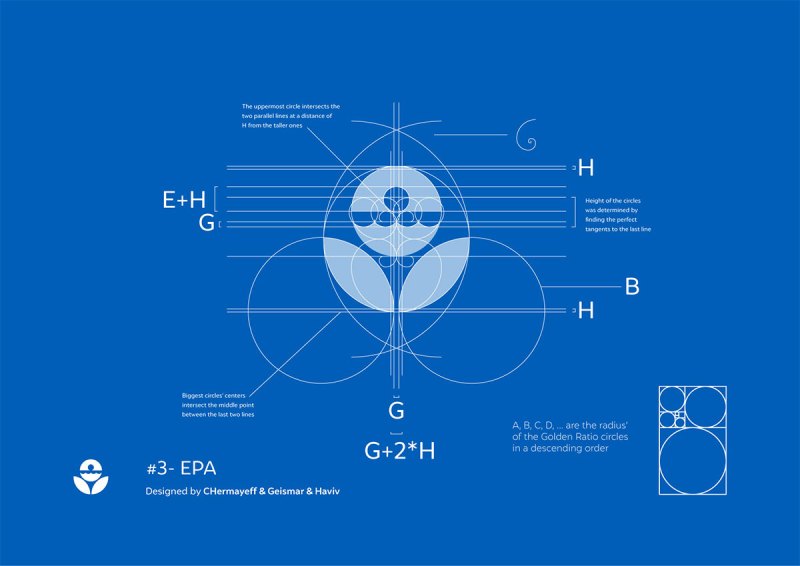 The uppermost circle intersects the
two parallel lines at a distance of
H from the taller ones
H
E+H
G
Height of the circles
was determined by
finding the perfect
tangents to the last line
B
H
Biggest circles' centers
intersect the middle point
between the last two lines
G
G+2*H
A, B, C, D, ... are the radius'
of the Golden Ratio circles
in a descending order
#3- EPA
Designed by CHermayeff & Geismar & Haviv